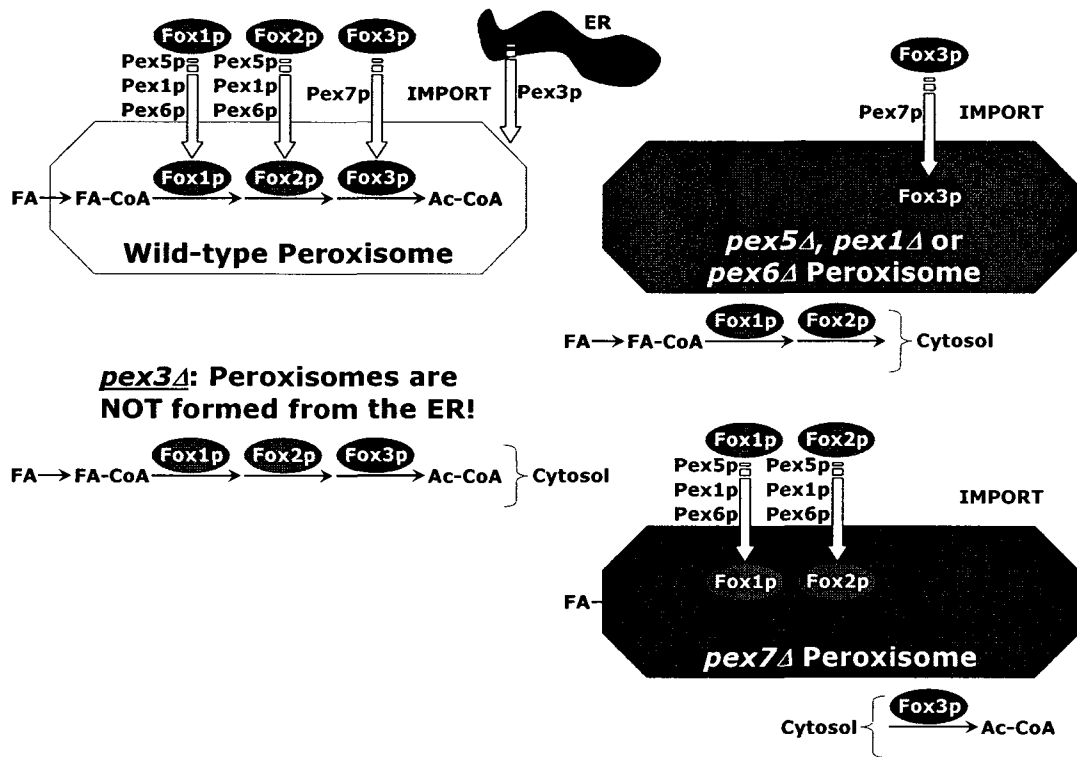 Fox1p Fox2p Fox3p
ER
Pex5p Pex5p
Pex1p Pex1p
Pex7p
IMPORT
Pex3p
Pex6p Pex6p
Fox1p Fox2p Fox3p
FA FA-CoA Ac-CoA
Wild-type Peroxisome
Fox3p
Pex7p
IMPORT
Fox3p
pex5Δ, pex1Δ or
pex6Δ Peroxisome
Fox1p Fox2p
FA FA-CoA Cytosol
pex3Δ: Peroxisomes are
NOT formed from the ER!
Fox1p Fox2p Fox3p
FA FA-CoA Ac-CoA Cytosol
Fox1p Fox2p
Pex5p Pex5p
Pex1p Pex1p
IMPORT
Pex6p Pex6p
Fox1p Fox2p
FA
pex7Δ Peroxisome
Fox3p
Cytosol Ac-CoA